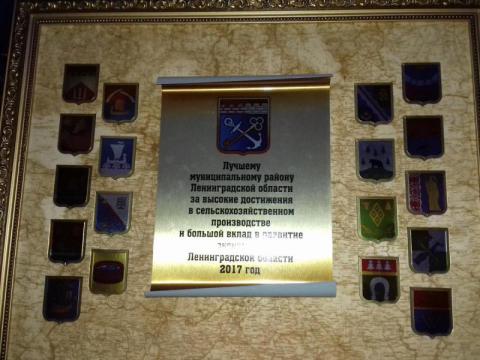 Лучшему
муниципальному району
Ленинградской области
за высокие достижения
в сельскохозяйственном
производстве
и большой вклад в развитие
Ленинградской области
2017 год